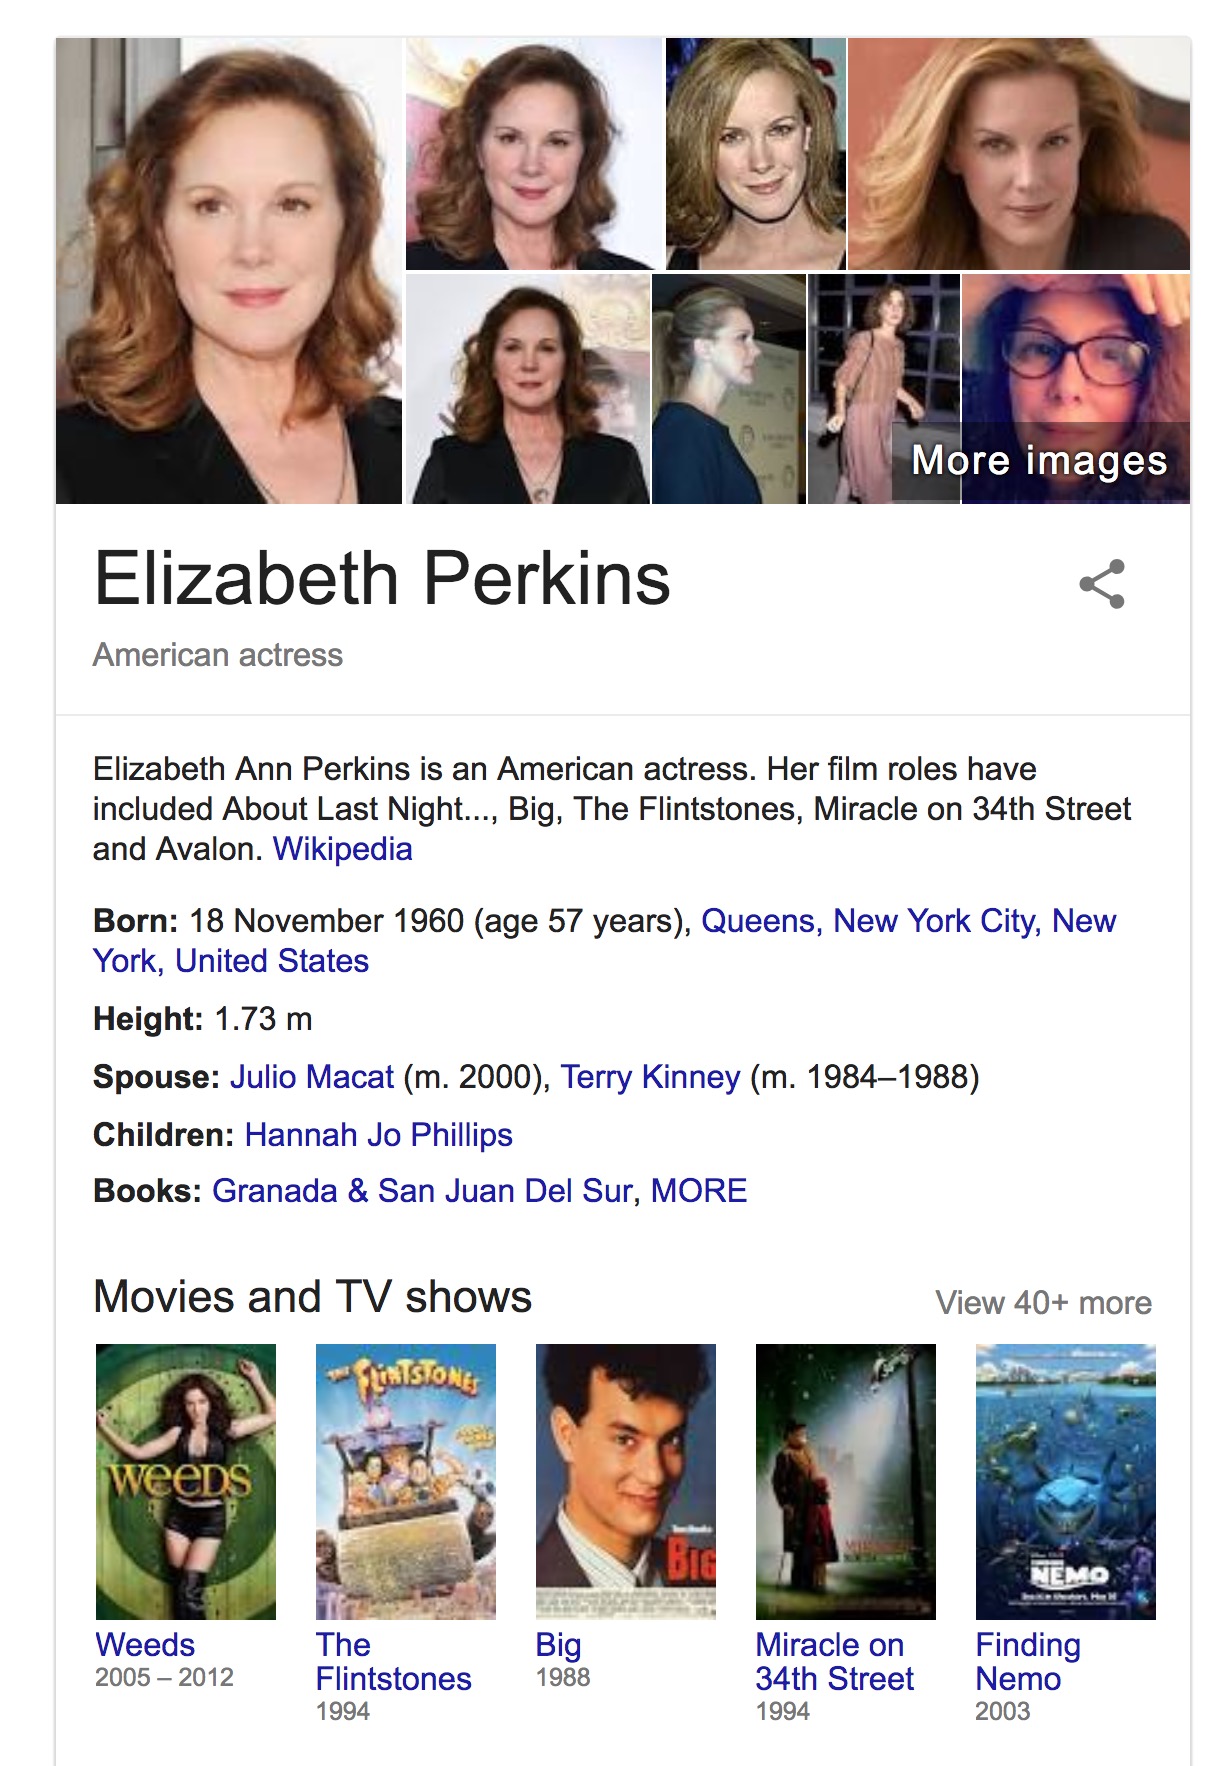 More images
Elizabeth Perkins
American actress
Elizabeth Ann Perkins is an American actress. Her film roles have
included About Last Night..., Big, The Flintstones, Miracle on 34th Street
and Avalon. Wikipedia
Born: 18 November 1960 (age 57 years), Queens, New York City, New
York, United States
Height: 1.73 m
Spouse: Julio Macat (m. 2000), Terry Kinney (m. 1984–1988)
Children: Hannah Jo Phillips
Books: Granada & San Juan Del Sur, MORE
Movies and TV shows
View 40+ more
WEEDS
THE FLINTSTONES
BIG
NEMO
Weeds
2005 – 2012
The
Flintstones
1994
Big
1988
Miracle on
34th Street
1994
Finding
Nemo
2003